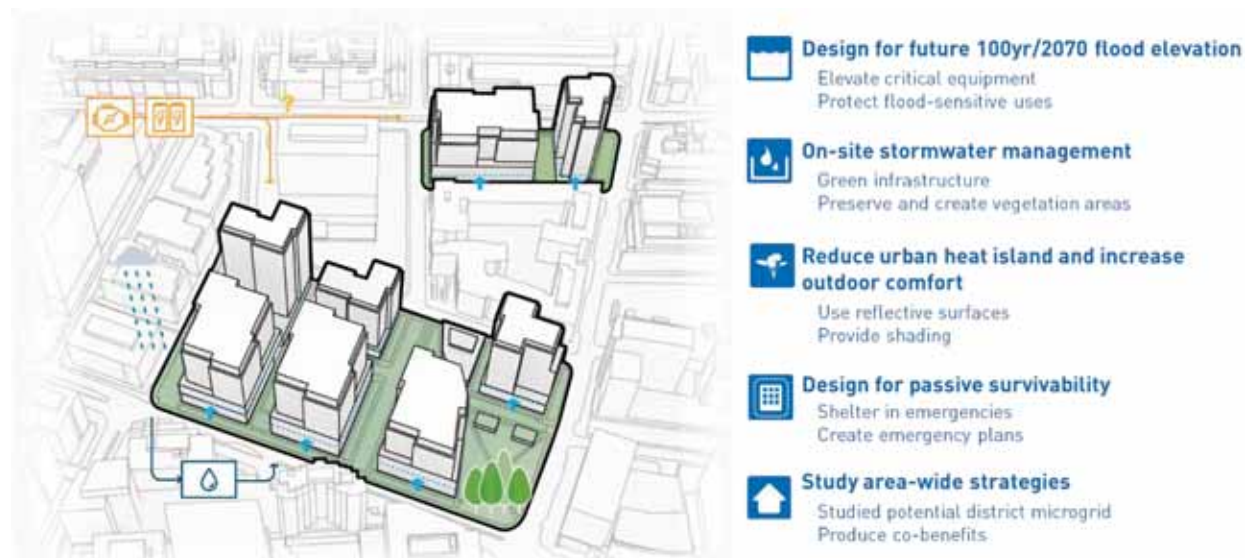 Design for future 100yr/2070 flood elevation
Elevate critical equipment
Protect flood-sensitive uses
On-site stormwater management
Green infrastructure
Preserve and create vegetation areas
Reduce urban heat island and increase
outdoor comfort
Use reflective surfaces
Provide shading
Design for passive survivability
Shelter in emergencies
Create emergency plans
Study area-wide strategies
Studied potential district microgrid
Produce co-benefits
?